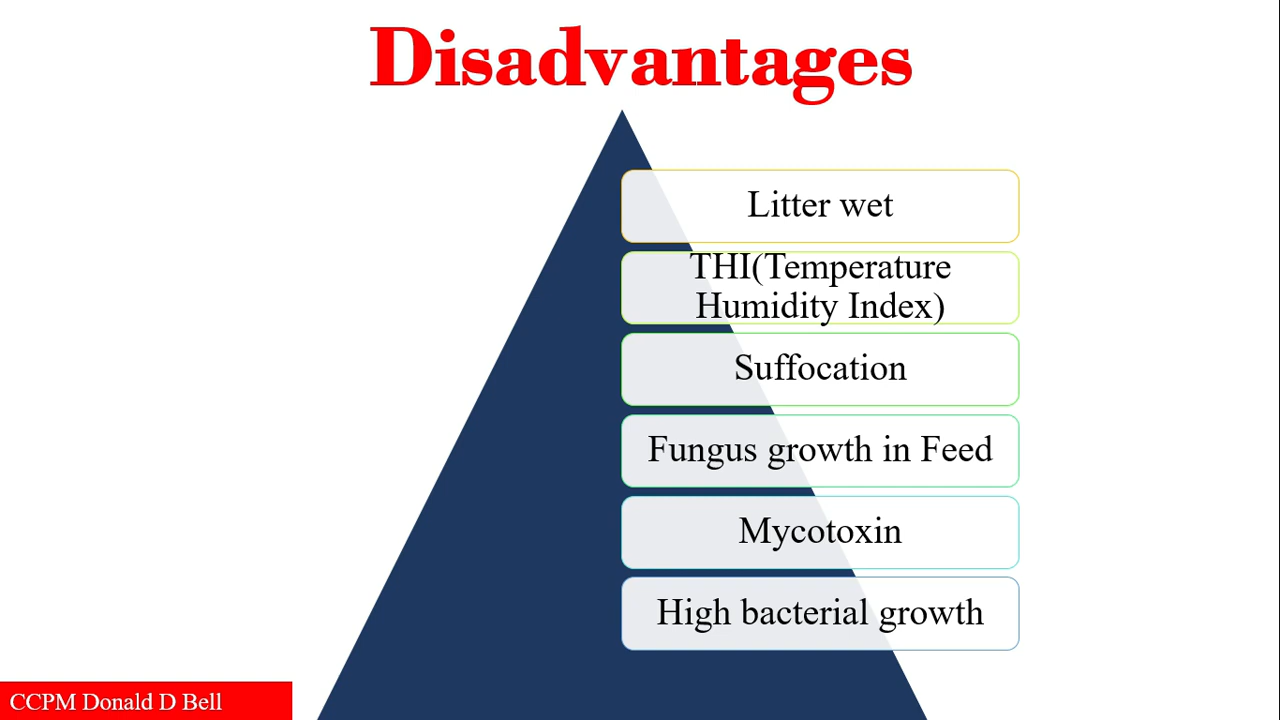 Disadvantages
Litter wet
THI(Temperature
Humidity Index)
Suffocation
Fungus growth in Feed
Mycotoxin
High bacterial growth
CCPM Donald D Bell